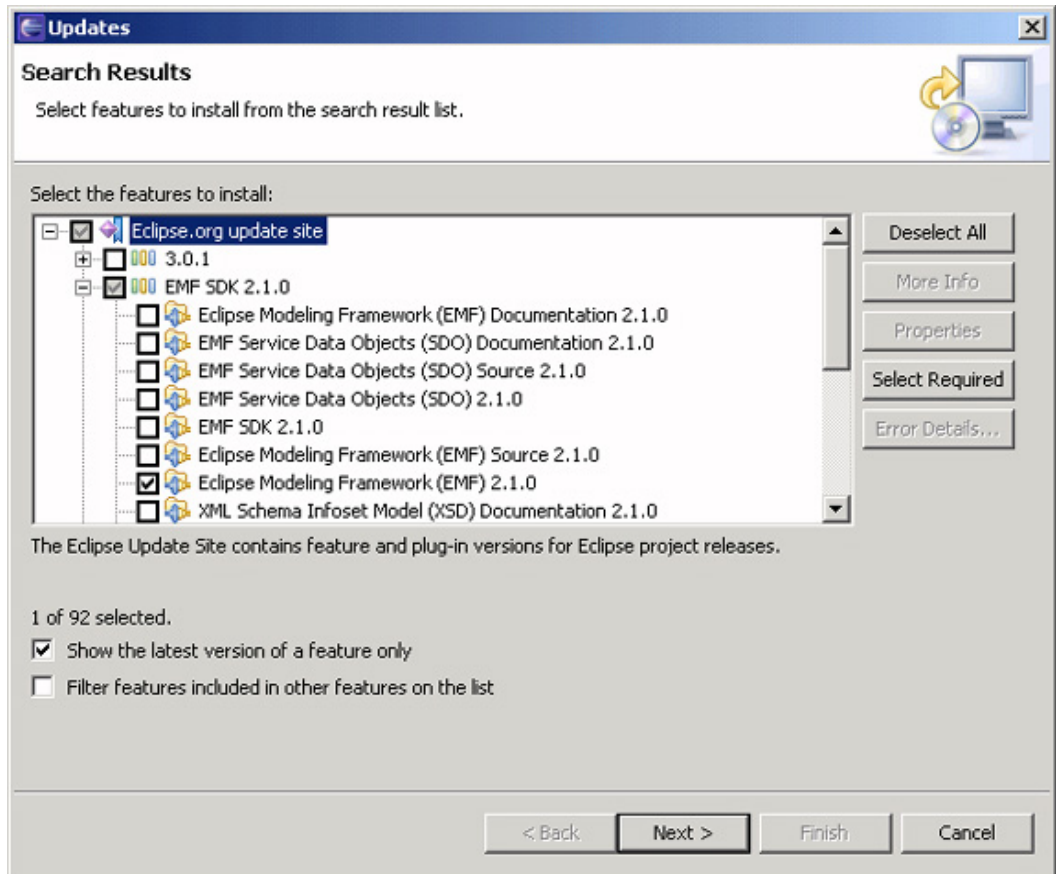 Updates
Search Results
Select features to install from the search result list.
Select the features to install:
Eclipse.org update site
3.0.1
EMF SDK 2.1.0
Eclipse Modeling Framework (EMF) Documentation 2.1.0
EMF Service Data Objects (SDO) Documentation 2.1.0
EMF Service Data Objects (SDO) Source 2.1.0
EMF Service Data Objects (SDO) 2.1.0
EMF SDK 2.1.0
Eclipse Modeling Framework (EMF) Source 2.1.0
Eclipse Modeling Framework (EMF) 2.1.0
XML Schema Infoset Model (XSD) Documentation 2.1.0
Deselect All
More Info
Properties
Select Required
Error Details...
The Eclipse Update Site contains feature and plug-in versions for Eclipse project releases.
1 of 92 selected.
Show the latest version of a feature only
Filter features included in other features on the list
< Back Next > Finish Cancel